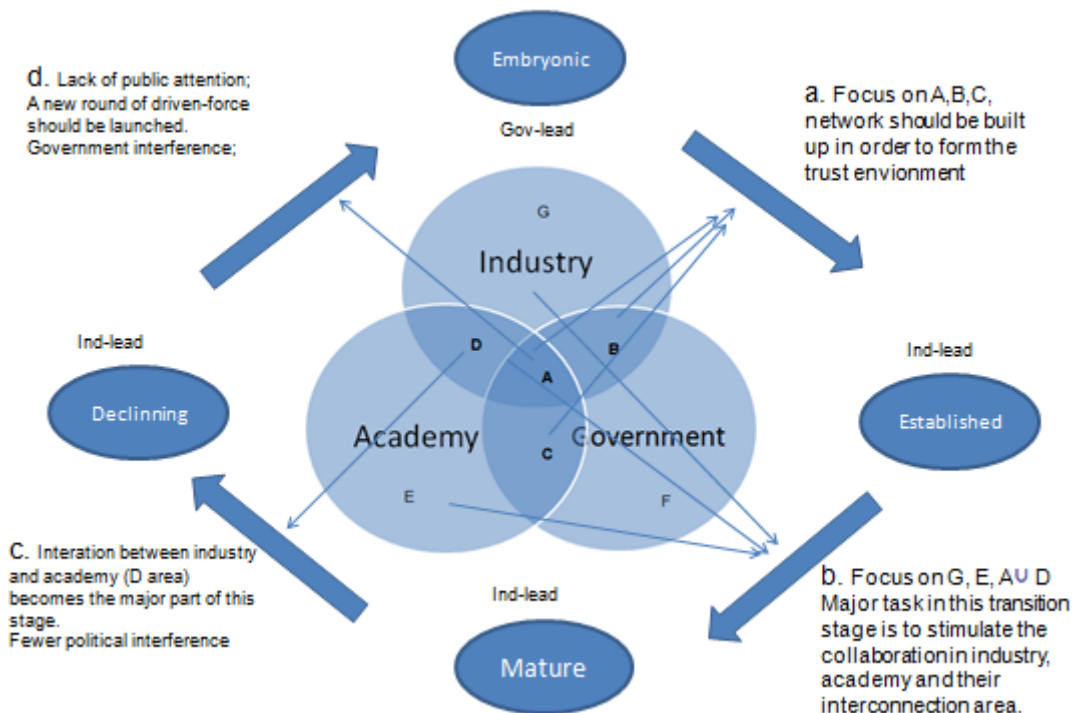 Embryonic
d. Lack of public attention;
A new round of driven-force
should be launched.
Government interference;
Gov-lead
a. Focus on A,B,C,
network should be built
up in order to form the
trust envionment
G
Industry
Ind-lead
D
B
Ind-lead
A
Declinning
Established
Academy
Government
C
E
F
c. Interation between industry
and academy (D area)
becomes the major part of this
stage.
Fewer political interference
Ind-lead
Mature
b. Focus on G, E, A∪ D
Major task in this transition
stage is to stimulate the
collaboration in industry,
academy and their
interconnection area.